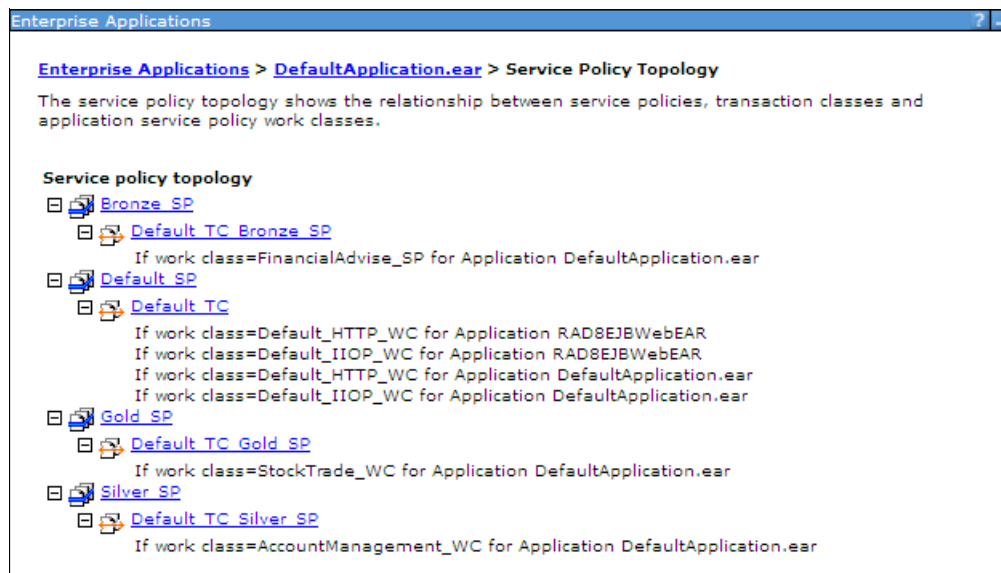 Enterprise Applications ? -
Enterprise Applications > DefaultApplication.ear > Service Policy Topology
The service policy topology shows the relationship between service policies, transaction classes and
application service policy work classes.
Service policy topology
Bronze_SP
Default_TC_Bronze_SP
If work class=FinancialAdvise_SP for Application DefaultApplication.ear
Default_SP
Default_TC
If work class=Default_HTTP_WC for Application RAD8EJBWebEAR
If work class=Default_IIOP_WC for Application RAD8EJBWebEAR
If work class=Default_HTTP_WC for Application DefaultApplication.ear
If work class=Default_IIOP_WC for Application DefaultApplication.ear
Gold_SP
Default_TC_Gold_SP
If work class=StockTrade_WC for Application DefaultApplication.ear
Silver_SP
Default_TC_Silver_SP
If work class=AccountManagement_WC for Application DefaultApplication.ear